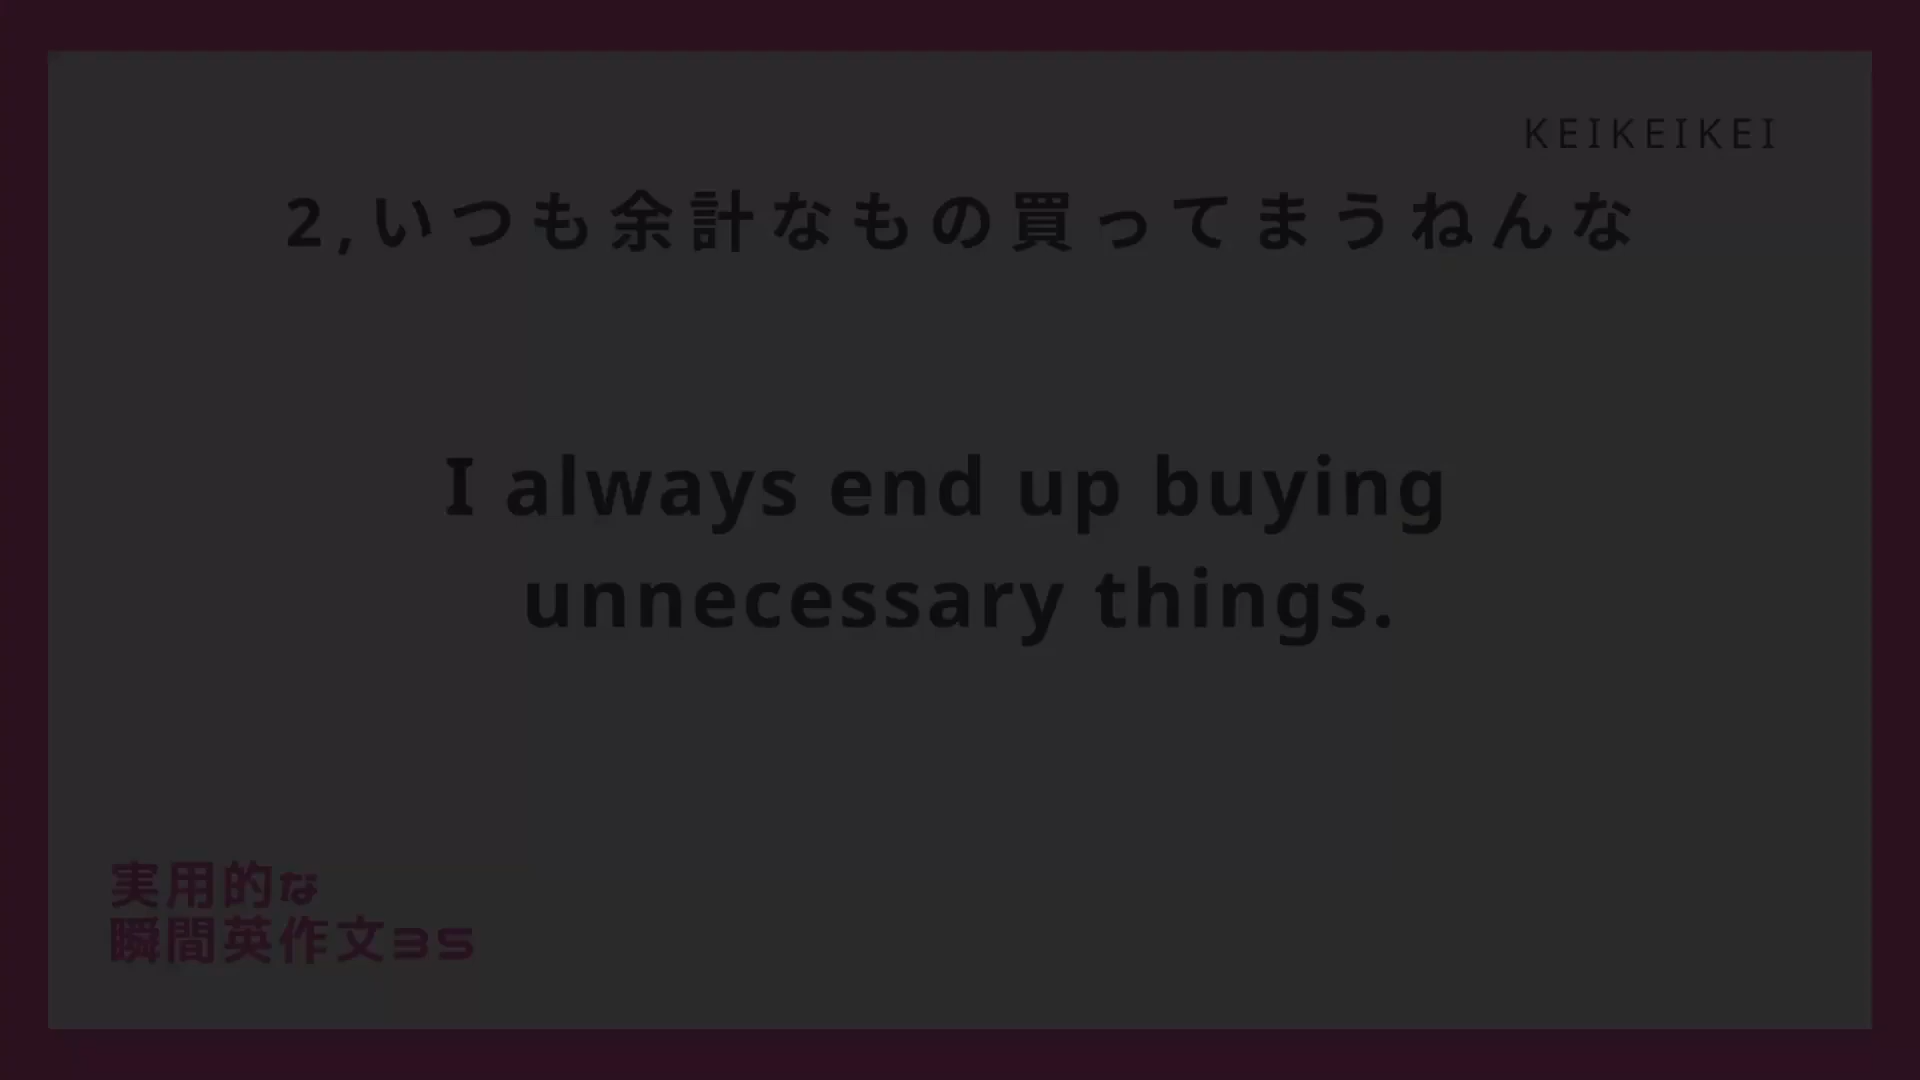 KEIKEIKEI
2,いつも余計なもの買ってまうねんな
I always end up buying
unnecessary things.
実用的な
瞬間英作文35